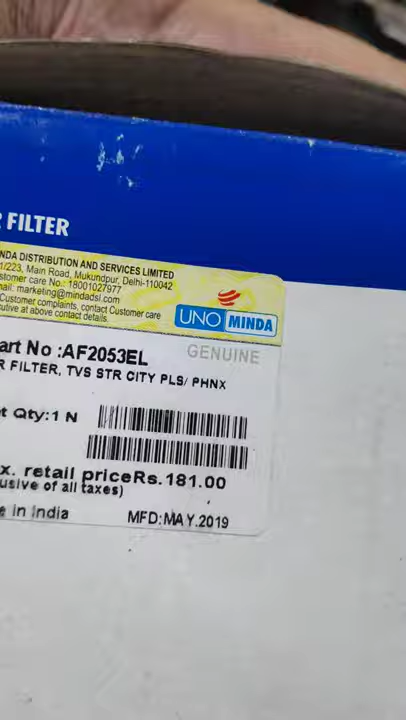 R FILTER
NDA DISTRIBUTION AND SERVICES LIMITED
1/223, Main Road, Mukundpur, Delhi-110042
stomer care No.: 18001027977
ail: marketing@mindadsl.com
Customer complaints, contact Customer care
utive at above contact details.
UNO MINDA
GENUINE
art No :AF2053EL
R FILTER, TVS STR CITY PLS/ PHNX
t Qty:1 N
x. retail priceRs.181.00
usive of all taxes)
e in India
MFD:MAY.2019